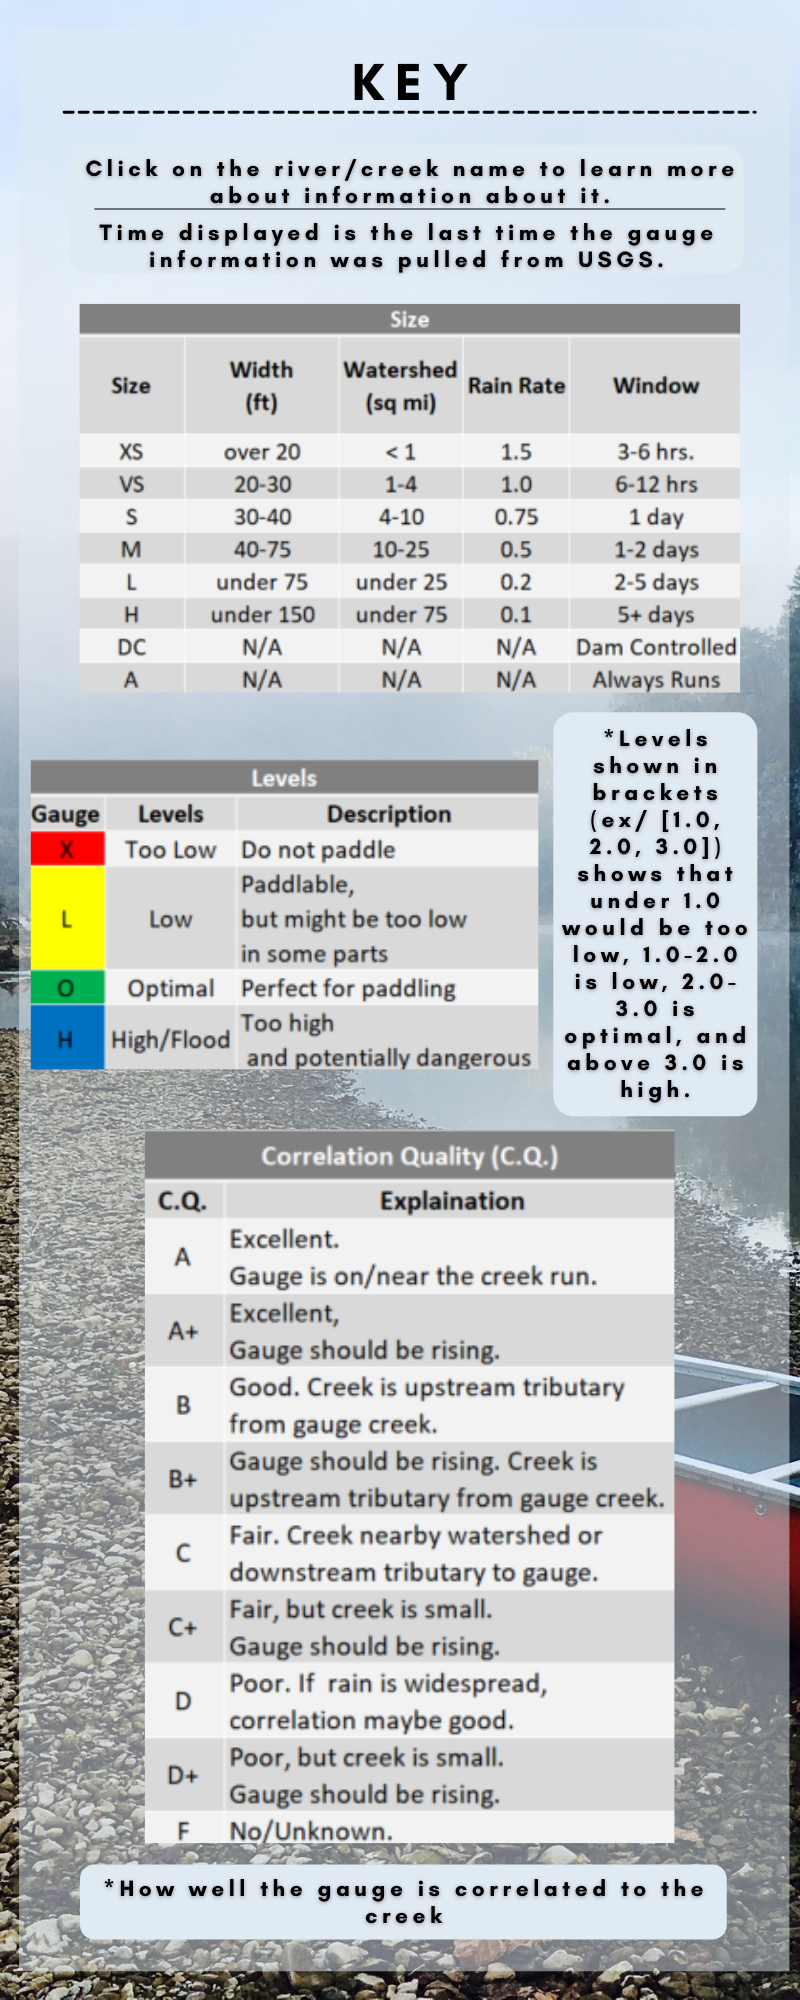 KEY
Click on the river/creek name to learn more
about information about it.
Time displayed is the last time the gauge
information was pulled from USGS.
Size
Size Width (ft) Watershed (sq mi) Rain Rate Window
XS over 20 < 1 1.5 3-6 hrs.
VS 20-30 1-4 1.0 6-12 hrs
S 30-40 4-10 0.75 1 day
M 40-75 10-25 0.5 1-2 days
L under 75 under 25 0.2 2-5 days
H under 150 under 75 0.1 5+ days
DC N/A N/A N/A Dam Controlled
A N/A N/A N/A Always Runs
Levels
Gauge Levels Description
X Too Low Do not paddle
L Low Paddlable,
but might be too low
in some parts
O Optimal Perfect for paddling
H High/Flood Too high
and potentially dangerous
*Levels
shown in
brackets
(ex/ [1.0,
2.0, 3.0])
shows that
under 1.0
would be too
low, 1.0-2.0
is low, 2.0-
3.0 is
optimal, and
above 3.0 is
high.
Correlation Quality (C.Q.)
C.Q. Explaination
A Excellent.
Gauge is on/near the creek run.
A+ Excellent,
Gauge should be rising.
B Good. Creek is upstream tributary
from gauge creek.
B+ Gauge should be rising. Creek is
upstream tributary from gauge creek.
C Fair. Creek nearby watershed or
downstream tributary to gauge.
C+ Fair, but creek is small.
Gauge should be rising.
D Poor. If rain is widespread,
correlation maybe good.
D+ Poor, but creek is small.
Gauge should be rising.
F No/Unknown.
*How well the gauge is correlated to the
creek